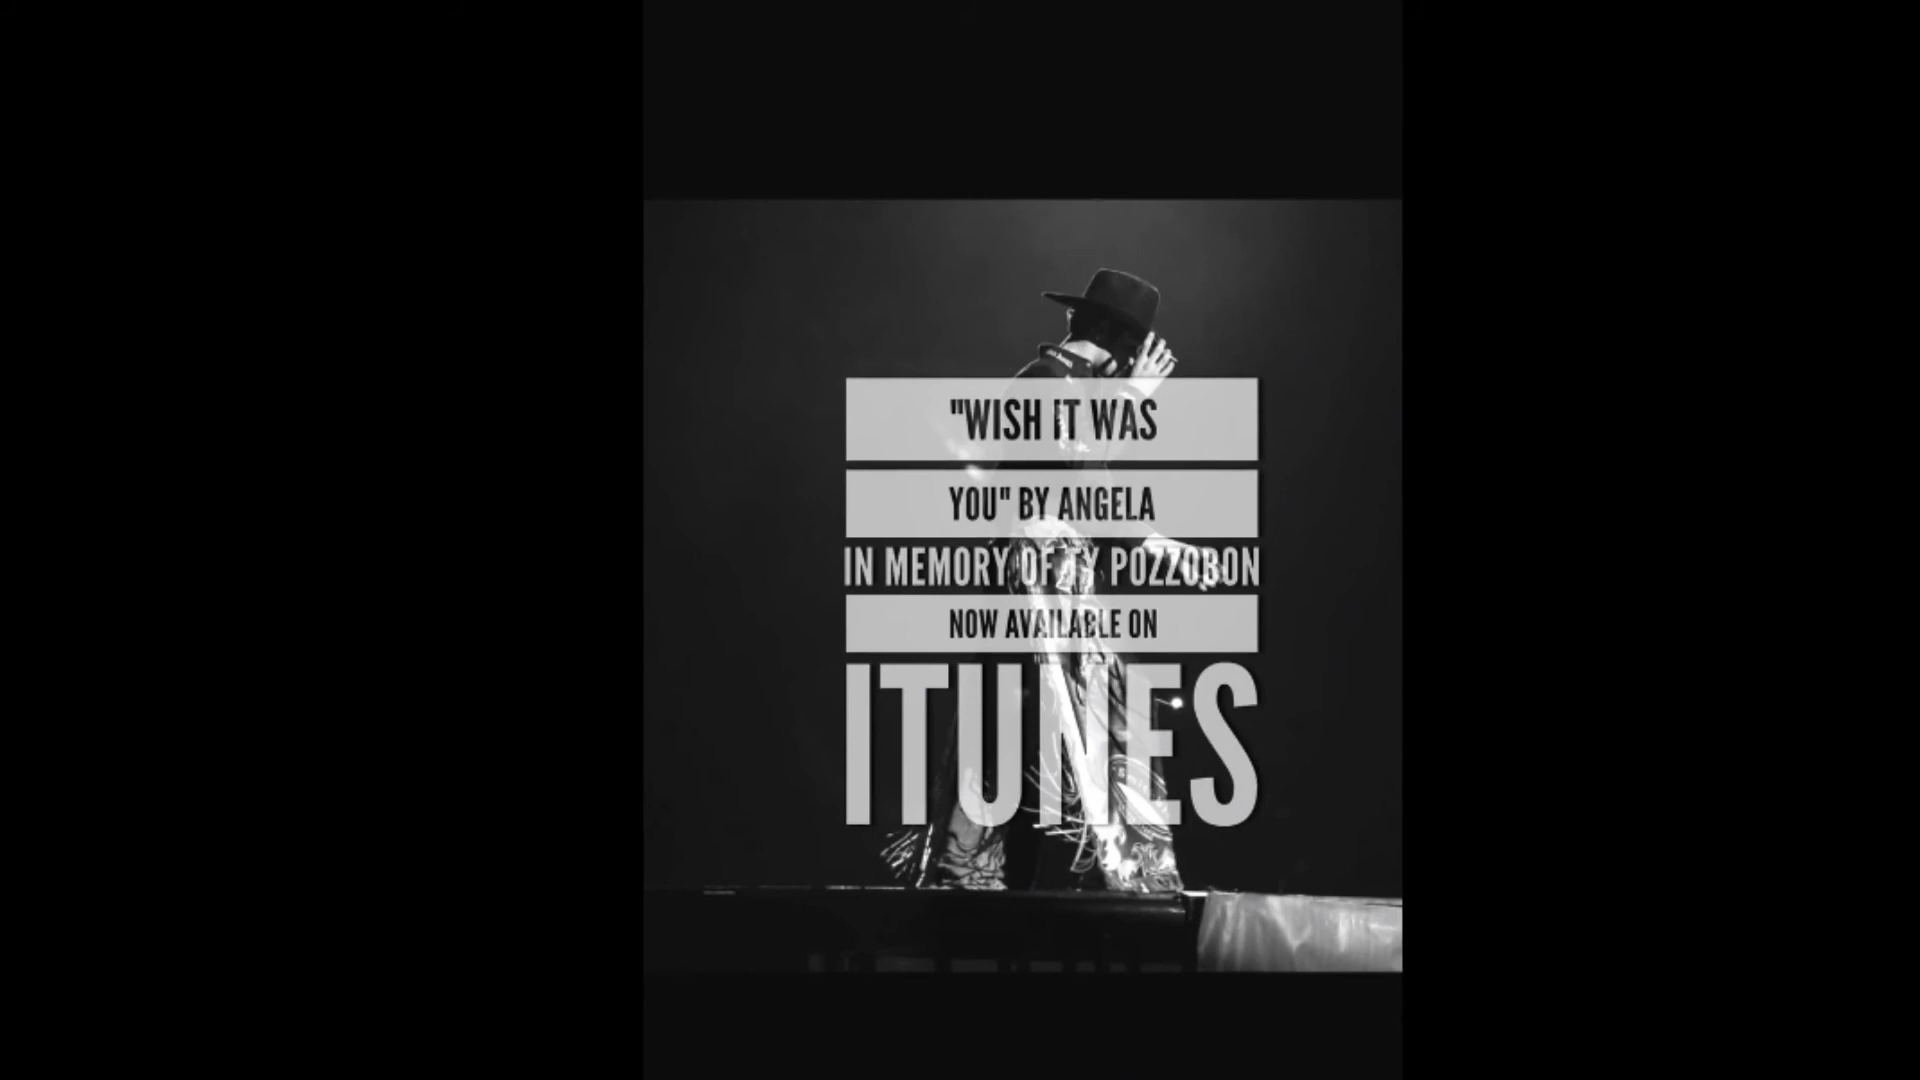 "WISH IT WAS
YOU" BY ANGELA
IN MEMORY OF TY POZZOBON
NOW AVAILABLE ON
ITUNES